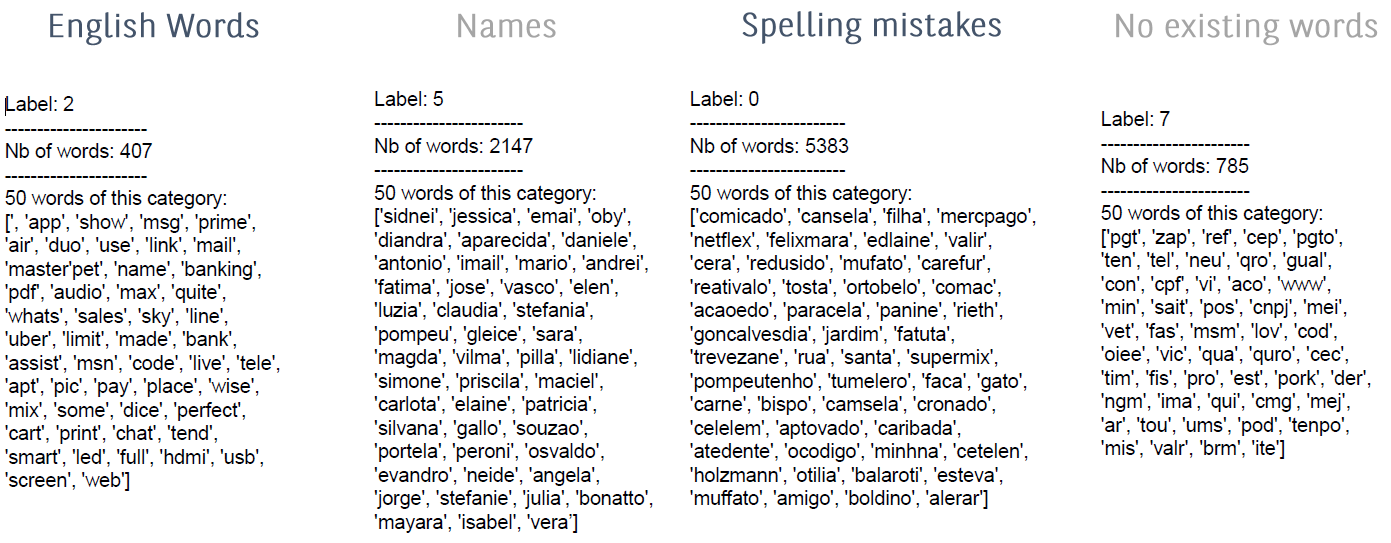 English Words
Label: 2
----------------------
Nb of words: 407
----------------------
50 words of this category:
[', 'app', 'show', 'msg', 'prime',
'air', 'duo', 'use', 'link', 'mail',
'master'pet', 'name', 'banking',
'pdf', 'audio', 'max', 'quite',
'whats', 'sales', 'sky', 'line',
'uber', 'limit', 'made', 'bank',
'assist', 'msn', 'code', 'live', 'tele',
'apt', 'pic', 'pay', 'place', 'wise',
'mix', 'some', 'dice', 'perfect',
'cart', 'print', 'chat', 'tend',
'smart', 'led', 'full', 'hdmi', 'usb',
'screen', 'web']
Names
Label: 5
-----------------------
Nb of words: 2147
-----------------------
50 words of this category:
['sidnei', 'jessica', 'emai', 'oby',
'diandra', 'aparecida', 'daniele',
'antonio', 'imail', 'mario', 'andrei',
'fatima', 'jose', 'vasco', 'elen',
'luzia', 'claudia', 'stefania',
'pompeu', 'gleice', 'sara',
'magda', 'vilma', 'pilla', 'lidiane',
'simone', 'priscila', 'maciel',
'carlota', 'elaine', 'patricia',
'silvana', 'gallo', 'souzao',
'portela', 'peroni', 'osvaldo',
'evandro', 'neide', 'angela',
'jorge', 'stefanie', 'julia', 'bonatto',
'mayara', 'isabel', 'vera']
Spelling mistakes
Label: 0
------------------------
Nb of words: 5383
------------------------
50 words of this category:
['comicado', 'cansela', 'filha', 'mercpago',
'netflex', 'felixmara', 'edlaine', 'valir',
'cera', 'redusido', 'mufato', 'carefur',
'reativalo', 'tosta', 'ortobelo', 'comac',
'acaoedo', 'paracela', 'panine', 'rieth',
'goncalvesdia', 'jardim', 'fatuta',
'trevezane', 'rua', 'santa', 'supermix',
'pompeutenho', 'tumelero', 'faca', 'gato',
'carne', 'bispo', 'camsela', 'cronado',
'celelem', 'aptovado', 'caribada',
'atedente', 'ocodigo', 'minhna', 'cetelen',
'holzmann', 'otilia', 'balaroti', 'esteva',
'muffato', 'amigo', 'boldino', 'alerar']
No existing words
Label: 7
-----------------------
Nb of words: 785
-----------------------
50 words of this category:
['pgt', 'zap', 'ref', 'cep', 'pgto',
'ten', 'tel', 'neu', 'qro', 'gual',
'con', 'cpf', 'vi', 'aco', 'www',
'min', 'sait', 'pos', 'cnpj', 'mei',
'vet', 'fas', 'msm', 'lov', 'cod',
'oiee', 'vic', 'qua', 'quro', 'cec',
'tim', 'fis', 'pro', 'est', 'pork', 'der',
'ngm', 'ima', 'qui', 'cmg', 'mej',
'ar', 'tou', 'ums', 'pod', 'tenpo',
'mis', 'valr', 'brm', 'ite']